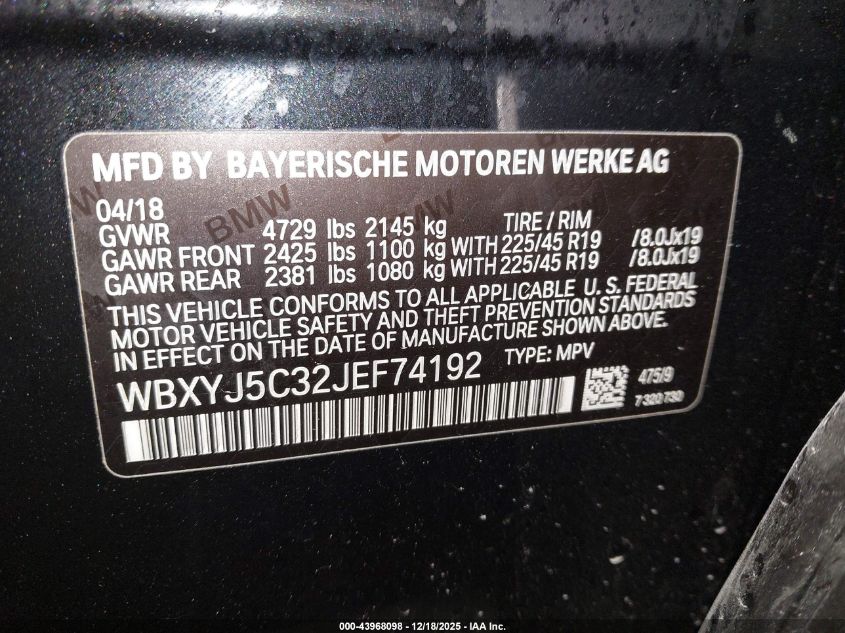 MFD BY BAYERISCHE MOTOREN WERKE AG
BMW
04/18
GVWR 4729 lbs 2145 kg TIRE / RIM
GAWR FRONT 2425 lbs 1100 kg WITH 225/45 R19 /8.0Jx19
GAWR REAR 2381 lbs 1080 kg WITH 225/45 R19 /8.0Jx19
THIS VEHICLE CONFORMS TO ALL APPLICABLE U. S. FEDERAL
MOTOR VEHICLE SAFETY AND THEFT PREVENTION STANDARDS
IN EFFECT ON THE DATE OF MANUFACTURE SHOWN ABOVE.
WBXYJ5C32JEF74192 TYPE: MPV
475/9
7 320 730
000-43968098 - 12/18/2025 - IAA Inc.